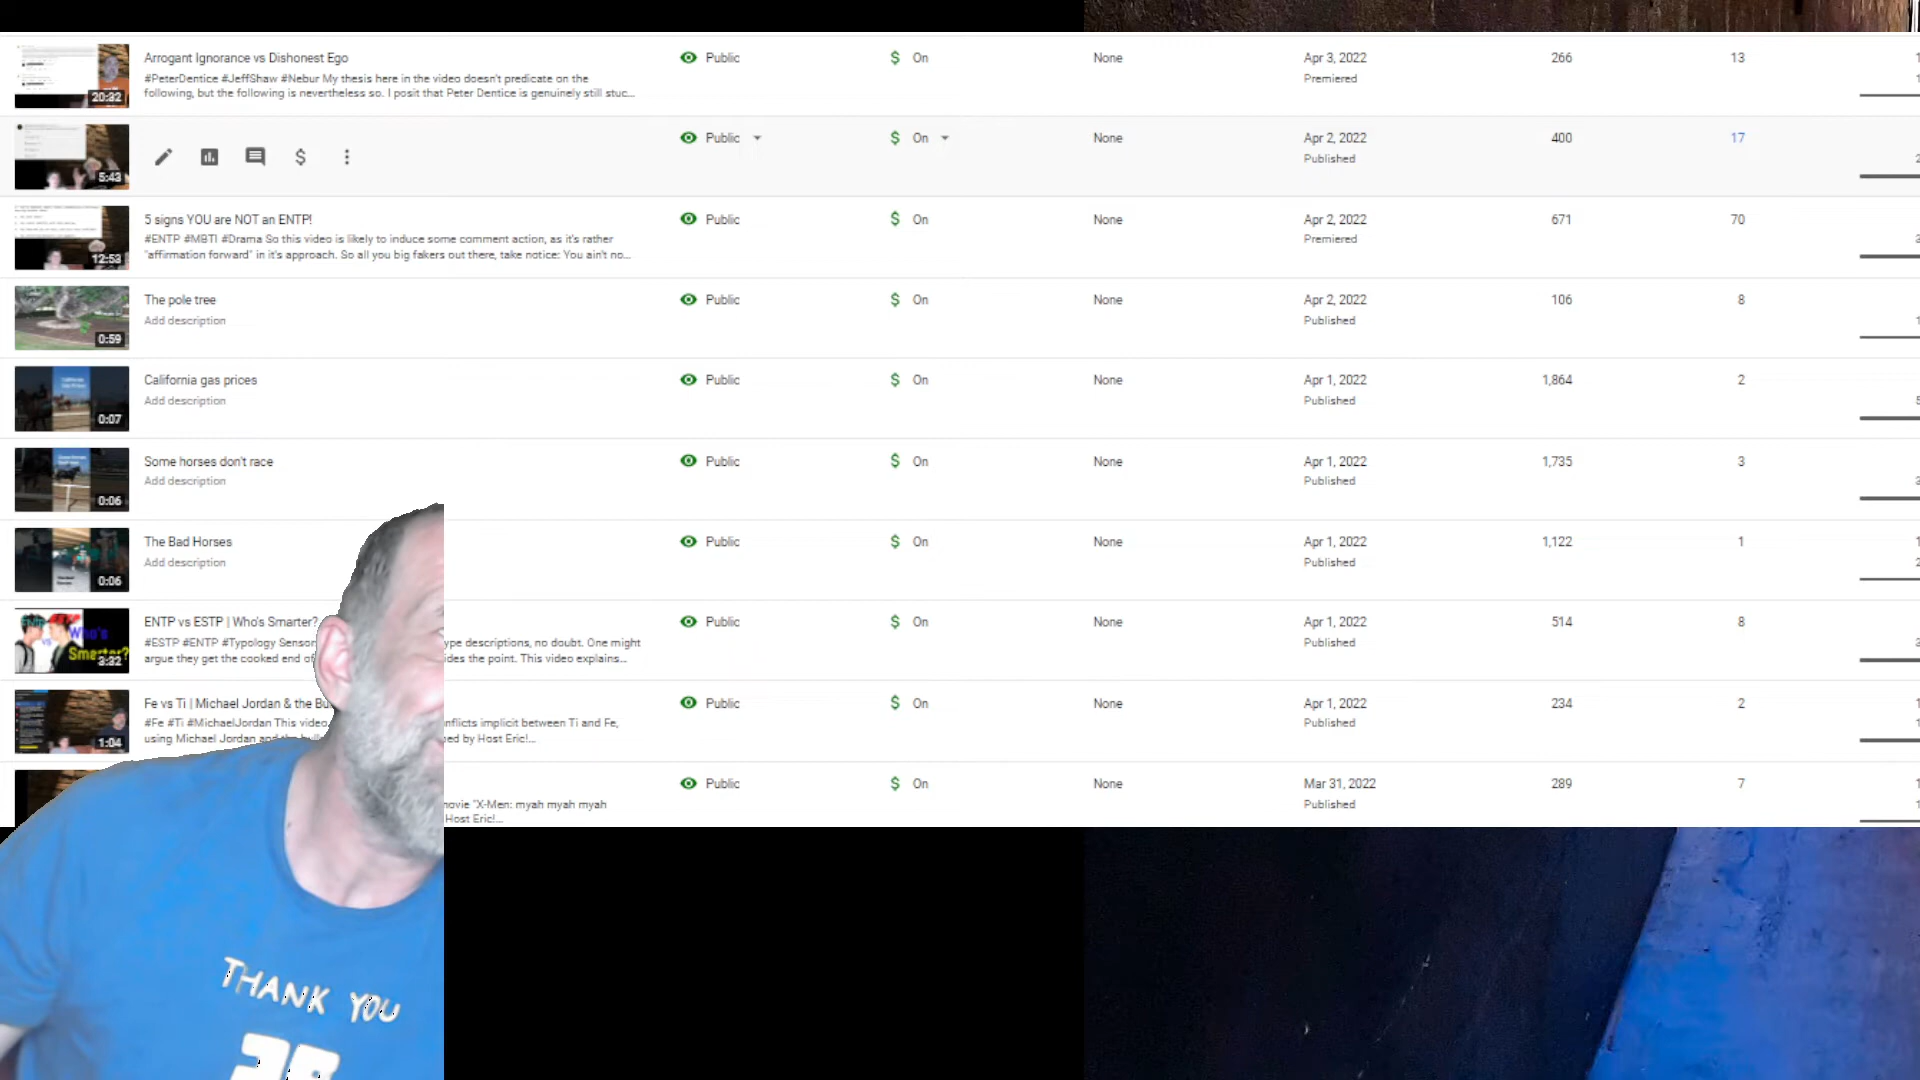 Arrogant Ignorance vs Dishonest Ego Public On None Apr 3, 2022 266 13
#PeterDentice #JeffShaw #Nebur My thesis here in the video doesn't predicate on the Premiered
following, but the following is nevertheless so. I posit that Peter Dentice is genuinely still stuc...
20:32
Public On None Apr 2, 2022 400 17
Published
5:43
5 signs YOU are NOT an ENTP! Public On None Apr 2, 2022 671 70
#ENTP #MBTI #Drama So this video is likely to induce some comment action, as it's rather Premiered
"affirmation forward" in it's approach. So all you big fakers out there, take notice: You ain't no...
12:53
The pole tree Public On None Apr 2, 2022 106 8
Add description Published
0:59
California gas prices Public On None Apr 1, 2022 1,864 2
Add description Published
0:07
Some horses don't race Public On None Apr 1, 2022 1,735 3
Add description Published
0:06
The Bad Horses Public On None Apr 1, 2022 1,122 1
Add description Published
0:06
ENTP vs ESTP | Who's Smarter? Public On None Apr 1, 2022 514 8
#ESTP #ENTP #Typology Sensor ype descriptions, no doubt. One might Published
argue they get the cooked end of ides the point. This video explains...
Who's
Smarter?
3:32
Fe vs Ti | Michael Jordan & the Bu Public On None Apr 1, 2022 234 2
#Fe #Ti #MichaelJordan This video nflicts implicit between Ti and Fe, Published
using Michael Jordan and the bull ed by Host Eric!...
1:04
Public On None Mar 31, 2022 289 7
movie "X-Men: myah myah myah Published
Host Eric!...
THANK YOU